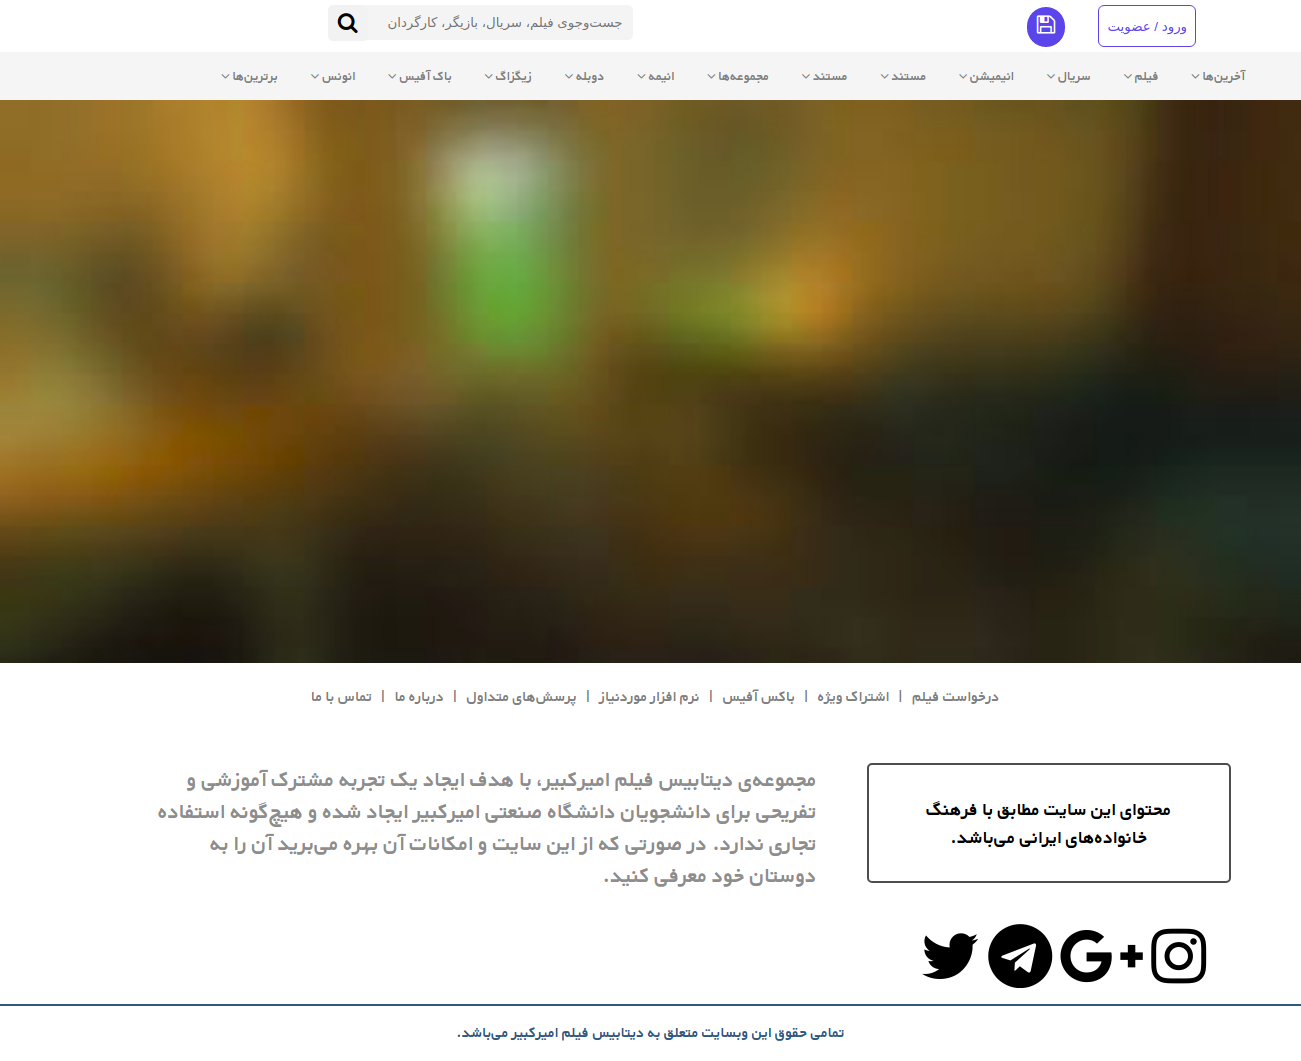 ورود / عضویت
جست‌وجوی فیلم، سریال، بازیگر، کارگردان
آخرین‌ها فیلم سریال انیمیشن مستند مستند مجموعه‌ها انیمه دوبله زیگزاگ باک آفیس انونس برترین‌ها
درخواست فیلم | اشتراک ویژه | باکس آفیس | نرم افزار موردنیاز | پرسش‌های متداول | درباره ما | تماس با ما
محتوای این سایت مطابق با فرهنگ
خانواده‌های ایرانی می‌باشد.
مجموعه‌ی دیتابیس فیلم امیرکبیر، با هدف ایجاد یک تجربه مشترک آموزشی و
تفریحی برای دانشجویان دانشگاه صنعتی امیرکبیر ایجاد شده و هیچ‌گونه استفاده
تجاری ندارد. در صورتی که از این سایت و امکانات آن بهره می‌برید آن را به
دوستان خود معرفی کنید.
تمامی حقوق این وبسایت متعلق به دیتابیس فیلم امیرکبیر می‌باشد.